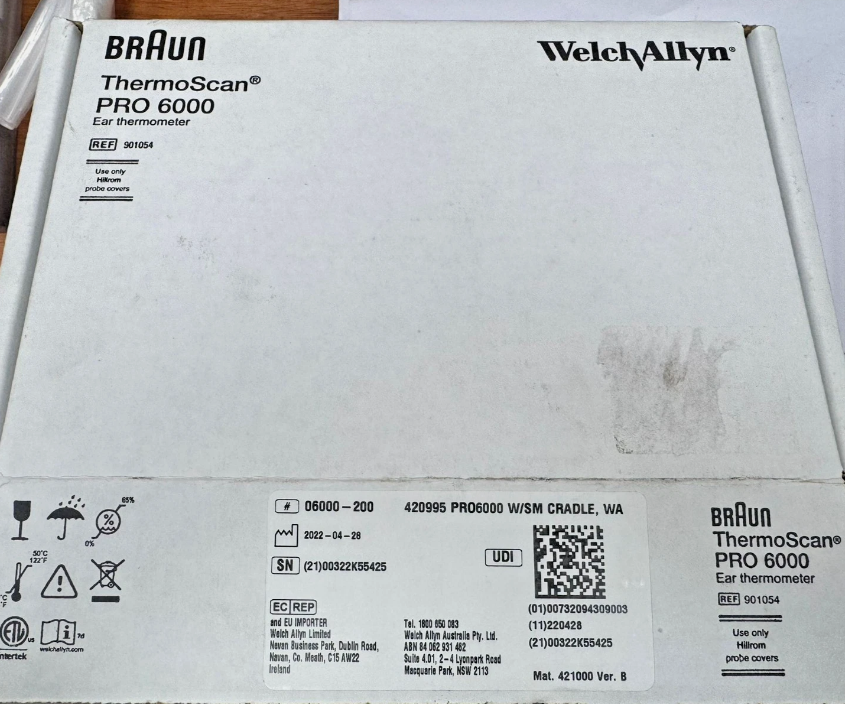 BRAUN
WelchAllyn®
ThermoScan®
PRO 6000
Ear thermometer
REF 901054
Use only
Hillrom
probe covers
85%
0%
50°C
122°F
°C
°F
us
ntertek
welchallyn.com
# 06000-200 420995 PRO6000 W/SM CRADLE, WA
2022-04-28
SN (21)00322K55425
UDI
EC REP
and EU IMPORTER
Welch Allyn Limited
Navan Business Park, Dublin Road,
Navan, Co. Meath, C15 AW22
Ireland
Tel. 1800 650 083
Welch Allyn Australia Pty. Ltd.
ABN 84 062 931 462
Suite 4.01, 2-4 Lyonpark Road
Macquarie Park, NSW 2113
(01)00732094309003
(11)220428
(21)00322K55425
Mat. 421000 Ver. B
BRAUN
ThermoScan®
PRO 6000
Ear thermometer
REF 901054
Use only
Hillrom
probe covers